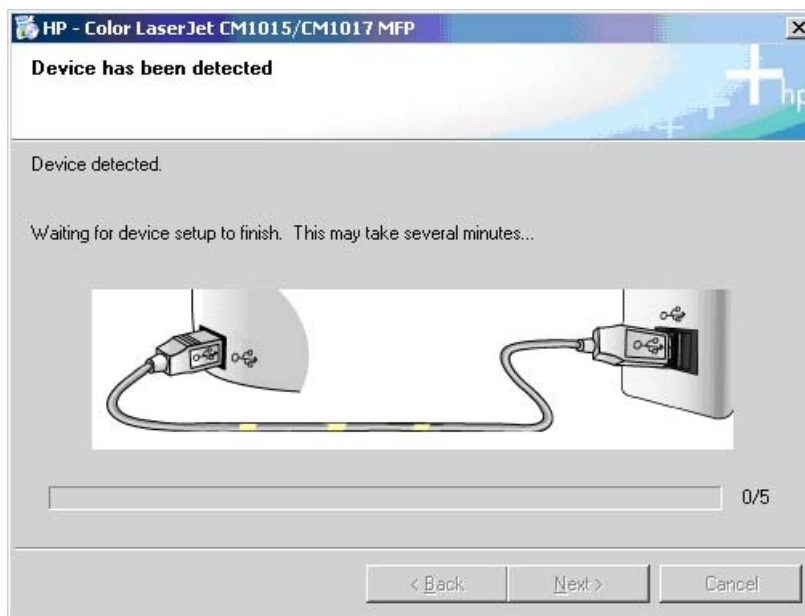 HP - Color LaserJet CM1015/CM1017 MFP
Device has been detected
hp
Device detected.
Waiting for device setup to finish. This may take several minutes...
0/5
< Back
Next >
Cancel